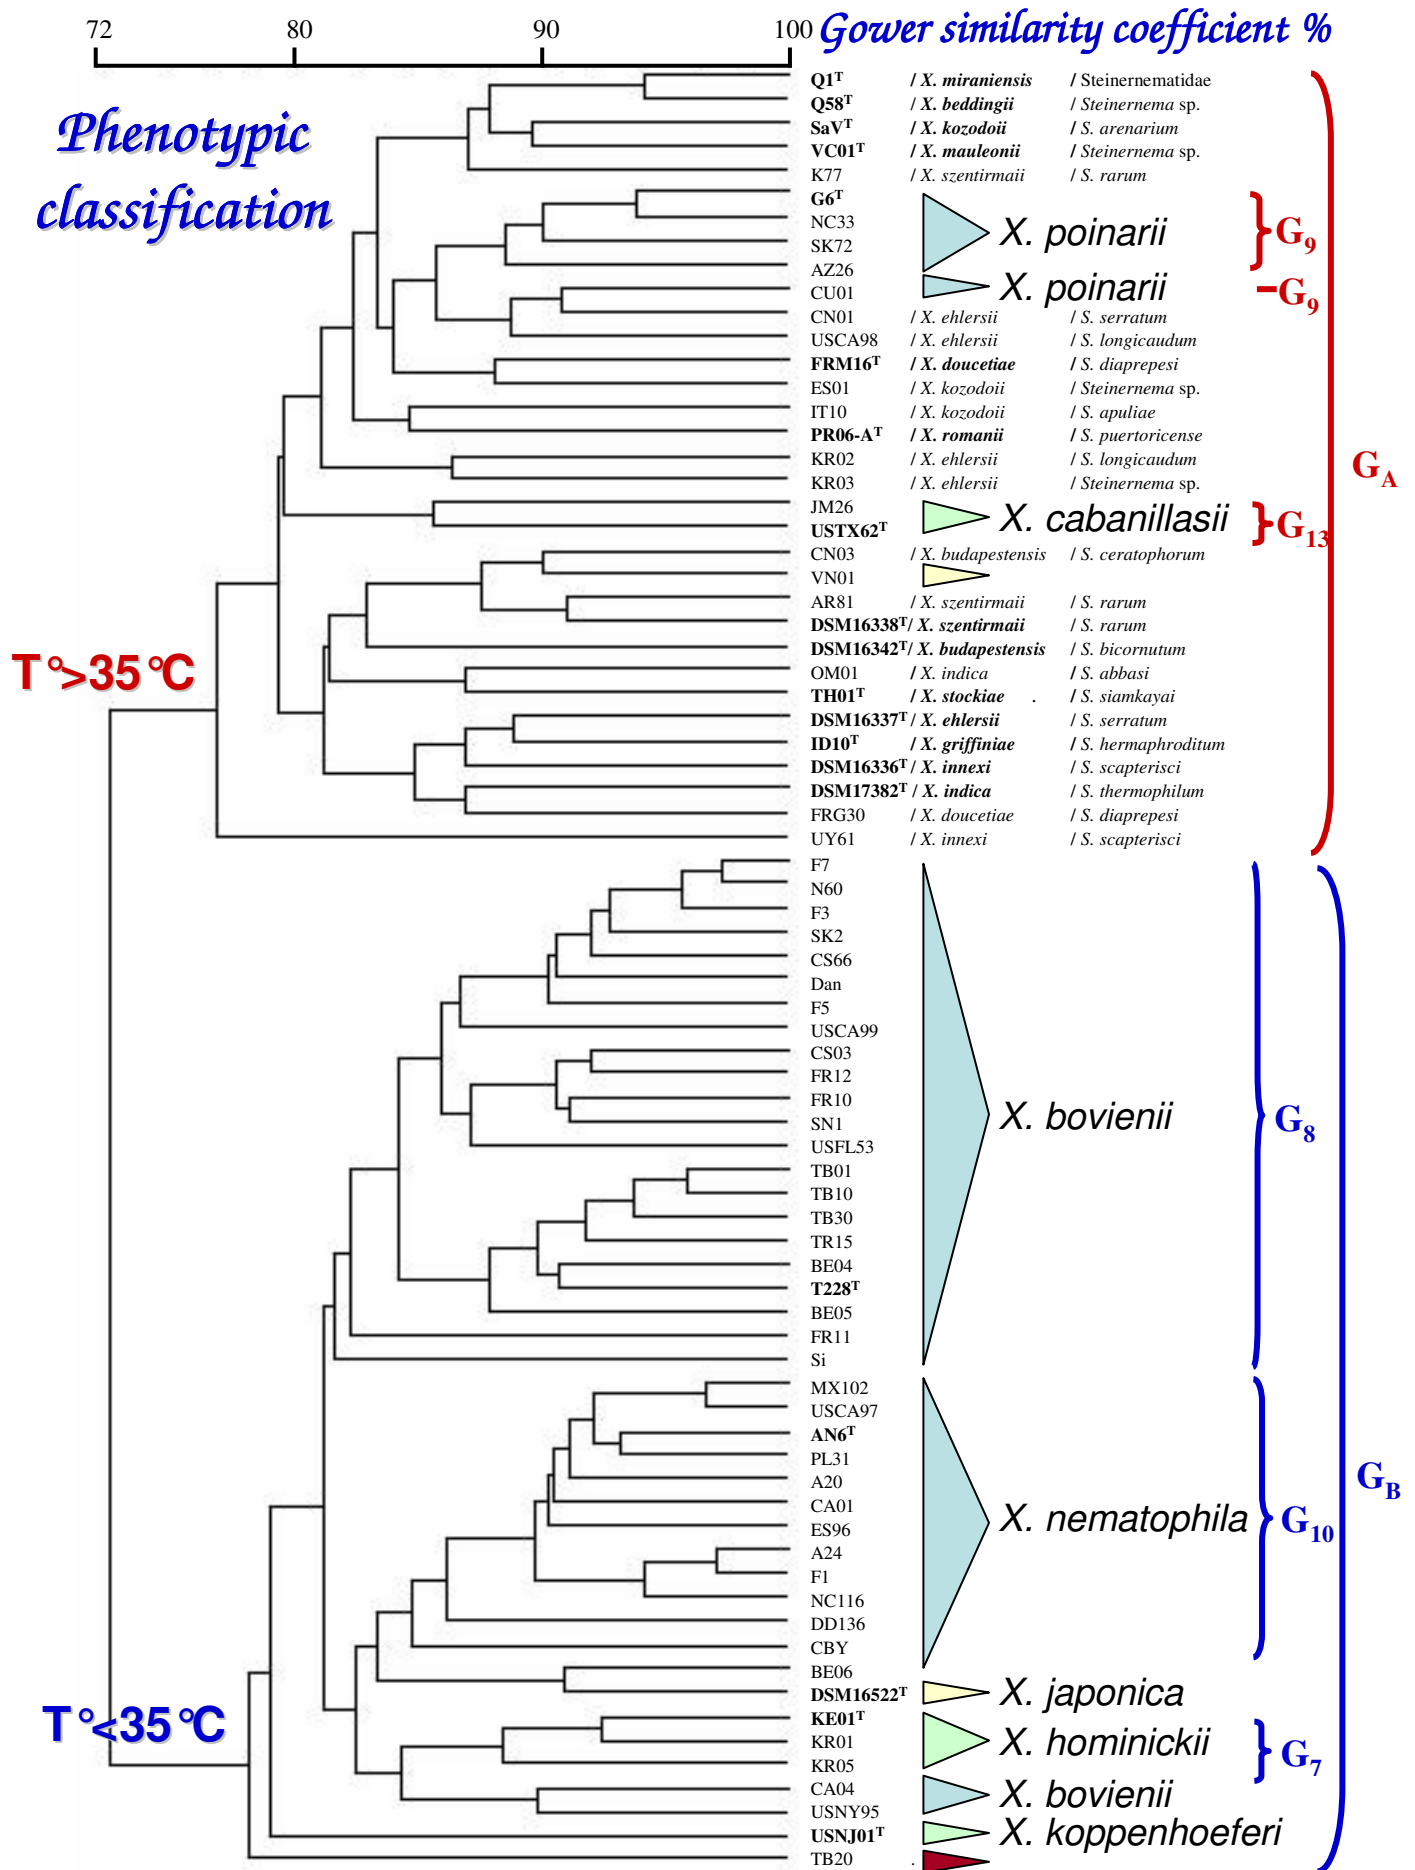 72 80 90 100 Gower similarity coefficient %
Phenotypic
classification
Q1ᵀ / X. miraniensis / Steinernematidae
Q58ᵀ / X. beddingii / Steinernema sp.
SaVᵀ / X. kozodoii / S. arenarium
VC01ᵀ / X. mauleonii / Steinernema sp.
K77 / X. szentirmaii / S. rarum
G6ᵀ
NC33
X. poinarii G₉
SK72
AZ26
X. poinarii G₉
CU01
CN01 / X. ehlersii / S. serratum
USCA98 / X. ehlersii / S. longicaudum
FRM16ᵀ / X. doucetiae / S. diaprepesi
ES01 / X. kozodoii / Steinernema sp.
IT10 / X. kozodoii / S. apuliae
PR06-Aᵀ / X. romanii / S. puertoricense
KR02 / X. ehlersii / S. longicaudum
G_A
KR03 / X. ehlersii / Steinernema sp.
JM26
X. cabanillasii G₁₃
USTX62ᵀ
CN03 / X. budapestensis / S. ceratophorum
VN01
AR81 / X. szentirmaii / S. rarum
DSM16338ᵀ / X. szentirmaii / S. rarum
DSM16342ᵀ / X. budapestensis / S. bicornutum
T°>35°C
OM01 / X. indica / S. abbasi
TH01ᵀ / X. stockiae . / S. siamkayai
DSM16337ᵀ / X. ehlersii / S. serratum
ID10ᵀ / X. griffiniae / S. hermaphroditum
DSM16336ᵀ / X. innexi / S. scapterisci
DSM17382ᵀ / X. indica / S. thermophilum
FRG30 / X. doucetiae / S. diaprepesi
UY61 / X. innexi / S. scapterisci
F7
N60
F3
SK2
CS66
Dan
F5
USCA99
CS03
FR12
FR10
X. bovienii G₈
SN1
USFL53
TB01
TB10
TB30
TR15
BE04
T228ᵀ
BE05
FR11
Si
MX102
USCA97
AN6ᵀ
PL31
G_B
A20
CA01
X. nematophila G₁₀
ES96
A24
F1
NC116
DD136
CBY
BE06
DSM16522ᵀ X. japonica
KE01ᵀ
T°<35°C
KR01 X. hominickii G₇
KR05
CA04
X. bovienii
USNY95
USNJ01ᵀ X. koppenhoeferi
TB20 .